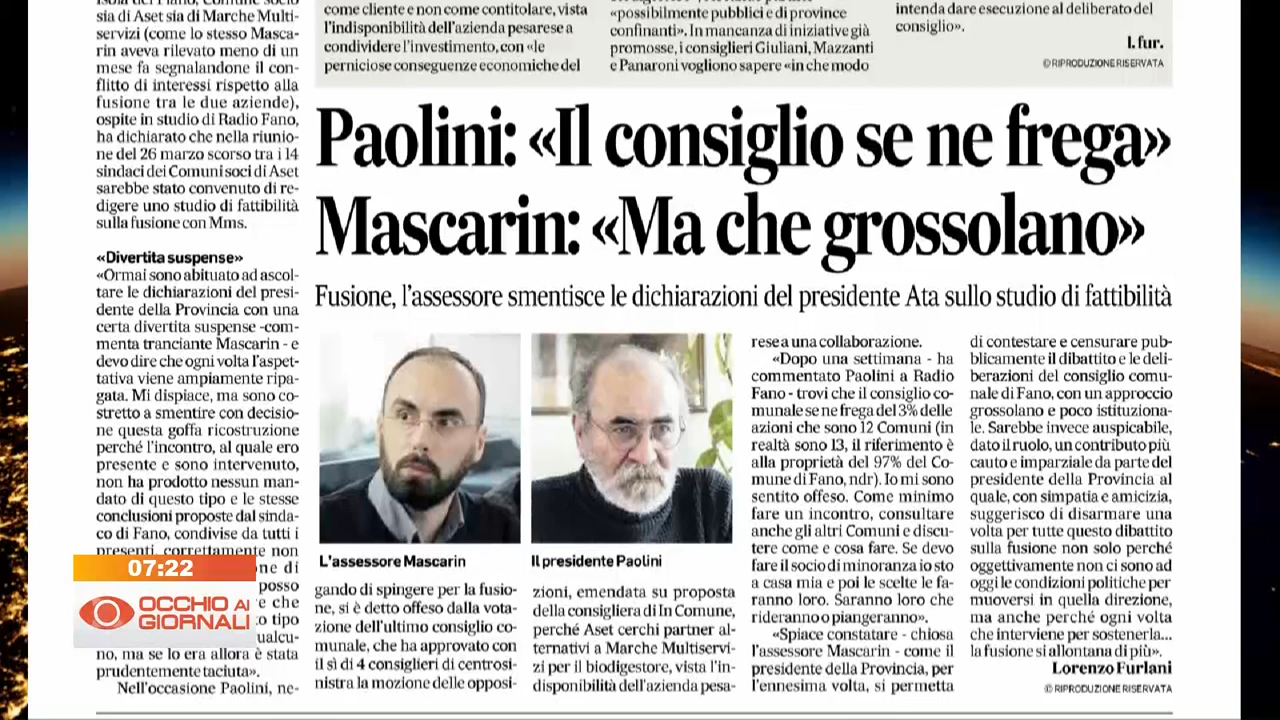 sia di Aset sia di Marche Multi-
servizi (come lo stesso Masca-
rin aveva rilevato meno di un
mese fa segnalandone il con-
flitto di interessi rispetto alla
fusione tra le due aziende),
ospite in studio di Radio Fano,
ha dichiarato che nella riunio-
ne del 26 marzo scorso tra i 14
sindaci dei Comuni soci di Aset
sarebbe stato convenuto di re-
digere uno studio di fattibilità
sulla fusione con Mms.
«Divertita suspense»
«Ormai sono abituato ad ascol-
tare le dichiarazioni del presi-
dente della Provincia con una
certa divertita suspense -com-
menta tranciante Mascarin - e
devo dire che ogni volta l'aspet-
tativa viene ampiamente ripa-
gata. Mi dispiace, ma sono co-
stretto a smentire con decisio-
ne questa goffa ricostruzione
perché l'incontro, al quale ero
presente e sono intervenuto,
non ha prodotto nessun man-
dato di questo tipo e le stesse
conclusioni proposte dal sinda-
co di Fano, condivise da tutti i
presenti, correttamente non
ne di
posso
e che
o tipo
ualcu-
no, ma se lo era allora è stata
prudentemente taciuta».
Nell'occasione Paolini, ne-
07:22
OCCHIO AI
GIORNALI
come cliente e non come contitolare, vista
l'indisponibilità dell'azienda pesarese a
condividere l'investimento, con «le
perniciose conseguenze economiche del
«possibilmente pubblici e di province
confinanti». In mancanza di iniziative già
promosse, i consiglieri Giuliani, Mazzanti
e Panaroni vogliono sapere «in che modo
intenda dare esecuzione al deliberato del
consiglio».
l. fur.
© RIPRODUZIONE RISERVATA
Paolini: «Il consiglio se ne frega»
Mascarin: «Ma che grossolano»
Fusione, l'assessore smentisce le dichiarazioni del presidente Ata sullo studio di fattibilità
L'assessore Mascarin
Il presidente Paolini
gando di spingere per la fusio-
ne, si è detto offeso dalla vota-
zione dell'ultimo consiglio co-
munale, che ha approvato con
il sì di 4 consiglieri di centrosi-
nistra la mozione delle opposi-
zioni, emendata su proposta
della consigliera di In Comune,
perché Aset cerchi partner al-
ternativi a Marche Multiservi-
zi per il biodigestore, vista l'in-
disponibilità dell'azienda pesa-
rese a una collaborazione.
«Dopo una settimana - ha
commentato Paolini a Radio
Fano - trovi che il consiglio co-
munale se ne frega del 3% delle
azioni che sono 12 Comuni (in
realtà sono 13, il riferimento è
alla proprietà del 97% del Co-
mune di Fano, ndr). Io mi sono
sentito offeso. Come minimo
fare un incontro, consultare
anche gli altri Comuni e discu-
tere come e cosa fare. Se devo
fare il socio di minoranza io sto
a casa mia e poi le scelte le fa-
ranno loro. Saranno loro che
rideranno o piangeranno».
«Spiace constatare - chiosa
l'assessore Mascarin - come il
presidente della Provincia, per
l'ennesima volta, si permetta
di contestare e censurare pub-
blicamente il dibattito e le deli-
berazioni del consiglio comu-
nale di Fano, con un approccio
grossolano e poco istituziona-
le. Sarebbe invece auspicabile,
dato il ruolo, un contributo più
cauto e imparziale da parte del
presidente della Provincia al
quale, con simpatia e amicizia,
suggerisco di disarmare una
volta per tutte questo dibattito
sulla fusione non solo perché
oggettivamente non ci sono ad
oggi le condizioni politiche per
muoversi in quella direzione,
ma anche perché ogni volta
che interviene per sostenerla...
la fusione si allontana di più».
Lorenzo Furlani
© RIPRODUZIONE RISERVATA